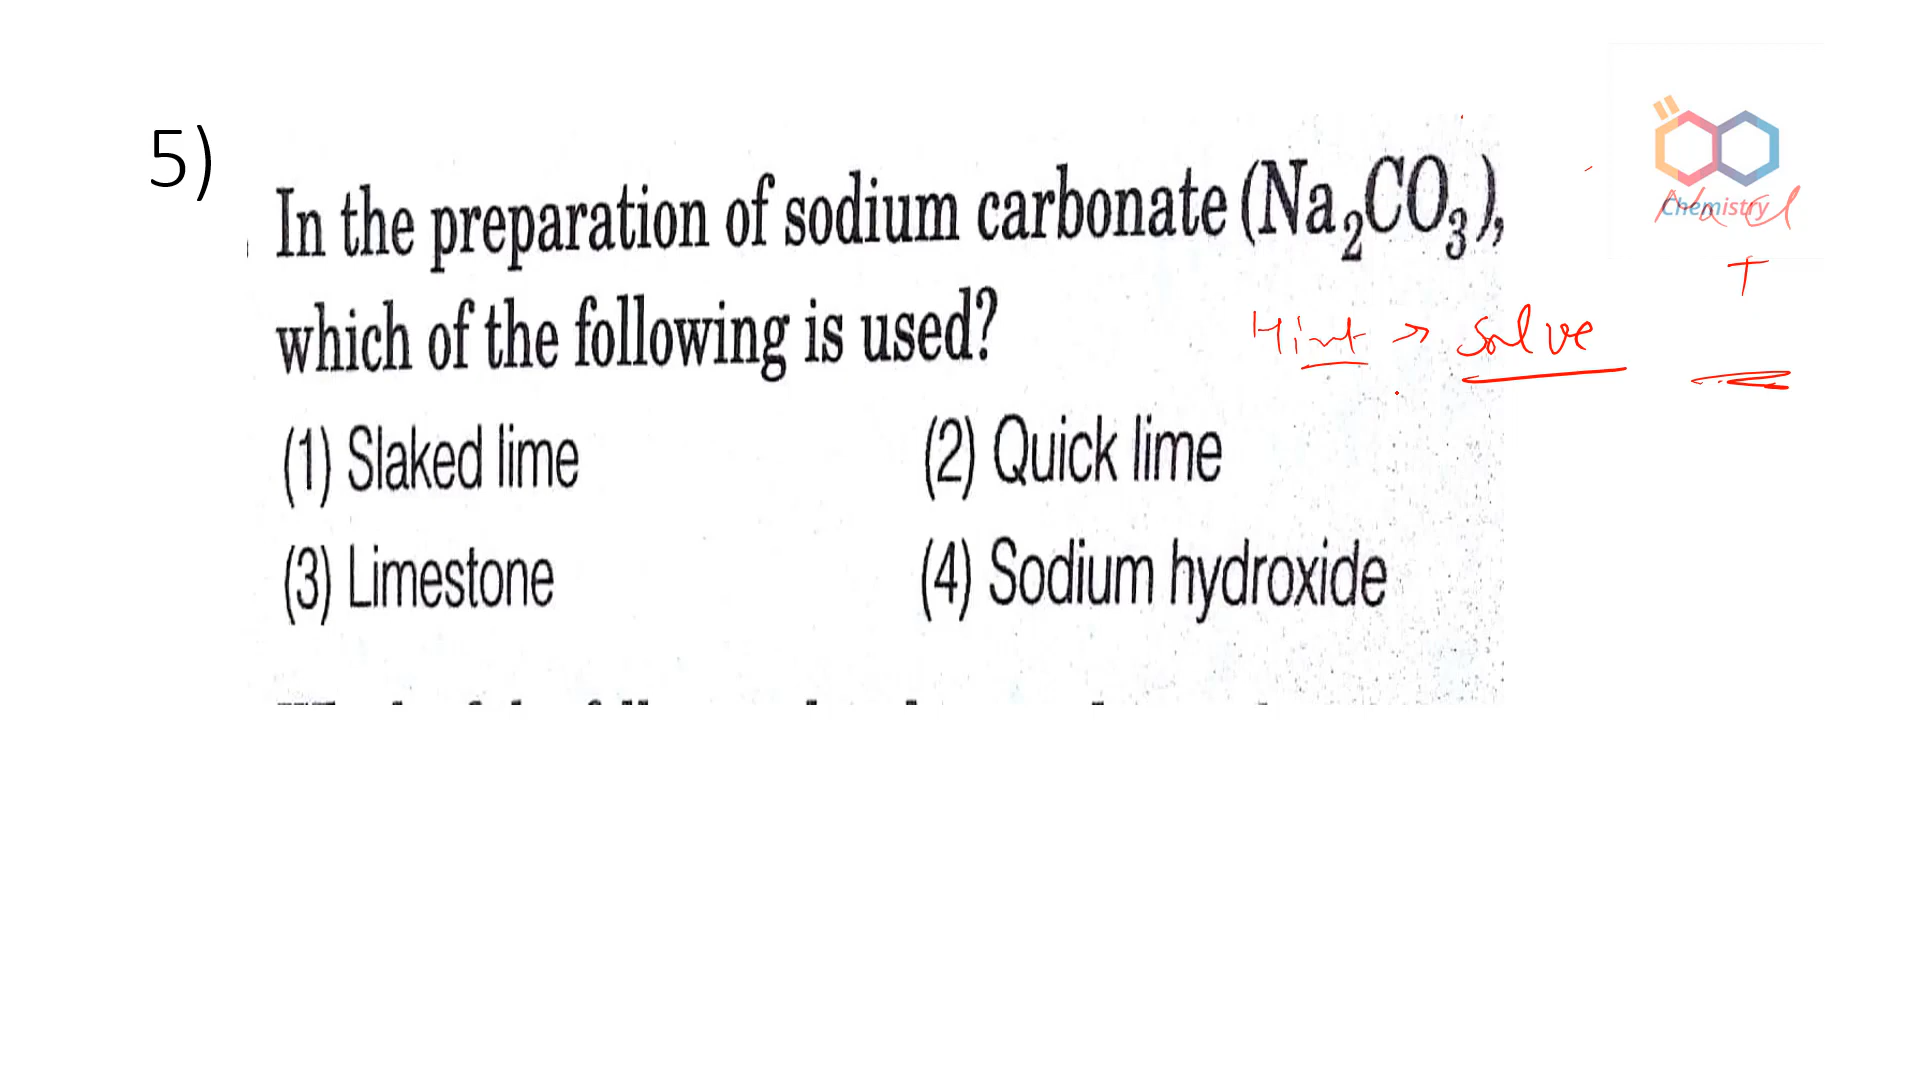 5)
In the preparation of sodium carbonate (Na₂CO₃),
which of the following is used?
(1) Slaked lime (2) Quick lime
(3) Limestone (4) Sodium hydroxide
Chemistry
T
Hint → Solve